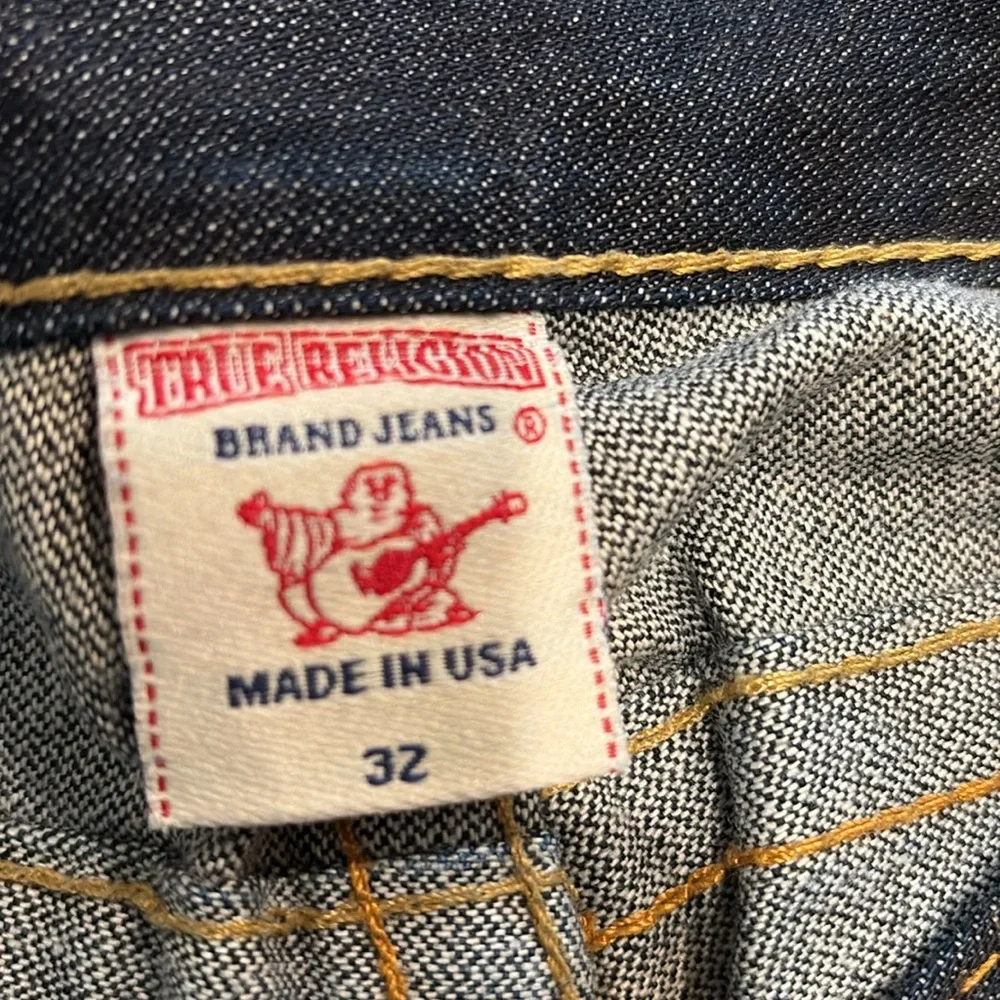 TRUE RELIGION
BRAND JEANS ®
MADE IN USA
32